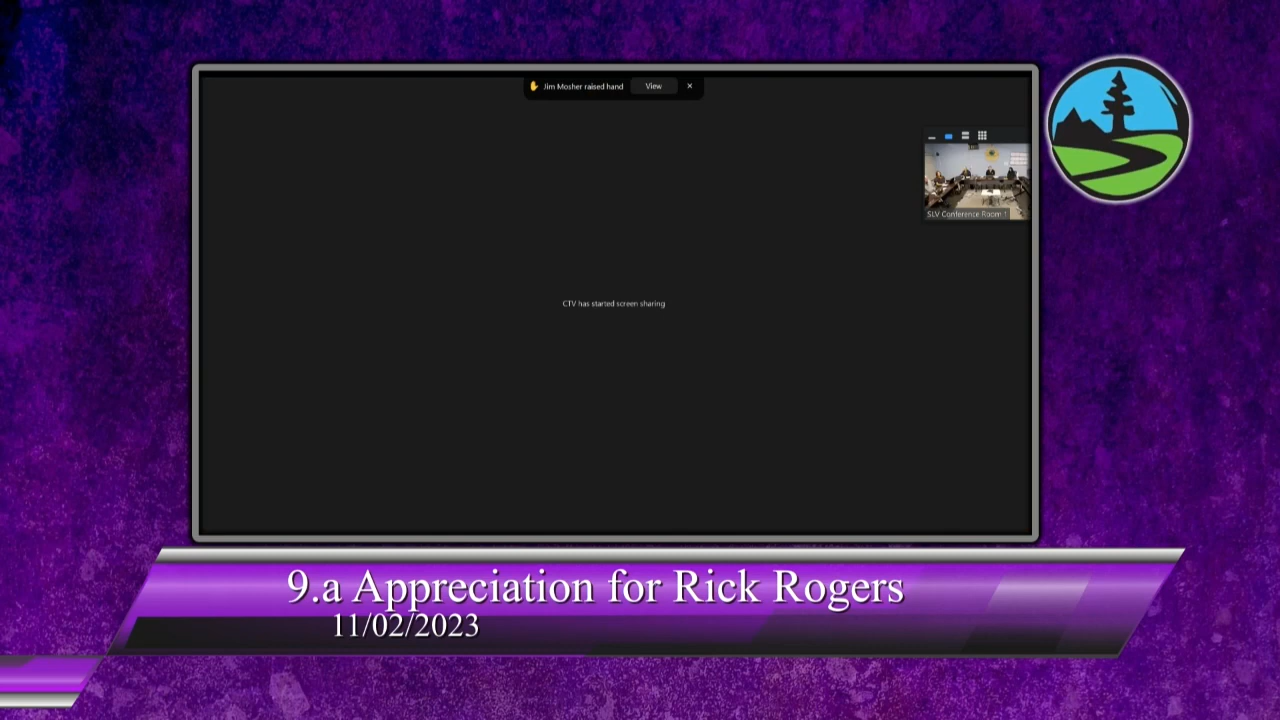 Jim Mosher raised hand View
SLV Conference Room 1
CTV has started screen sharing
9.a Appreciation for Rick Rogers
11/02/2023